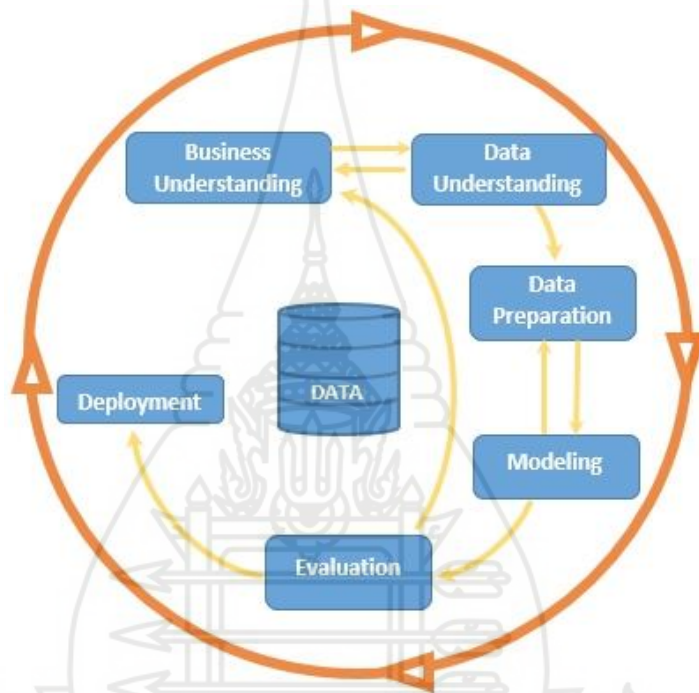 Business
Understanding
Data
Understanding
Data
Preparation
DATA
Deployment
Modeling
Evaluation